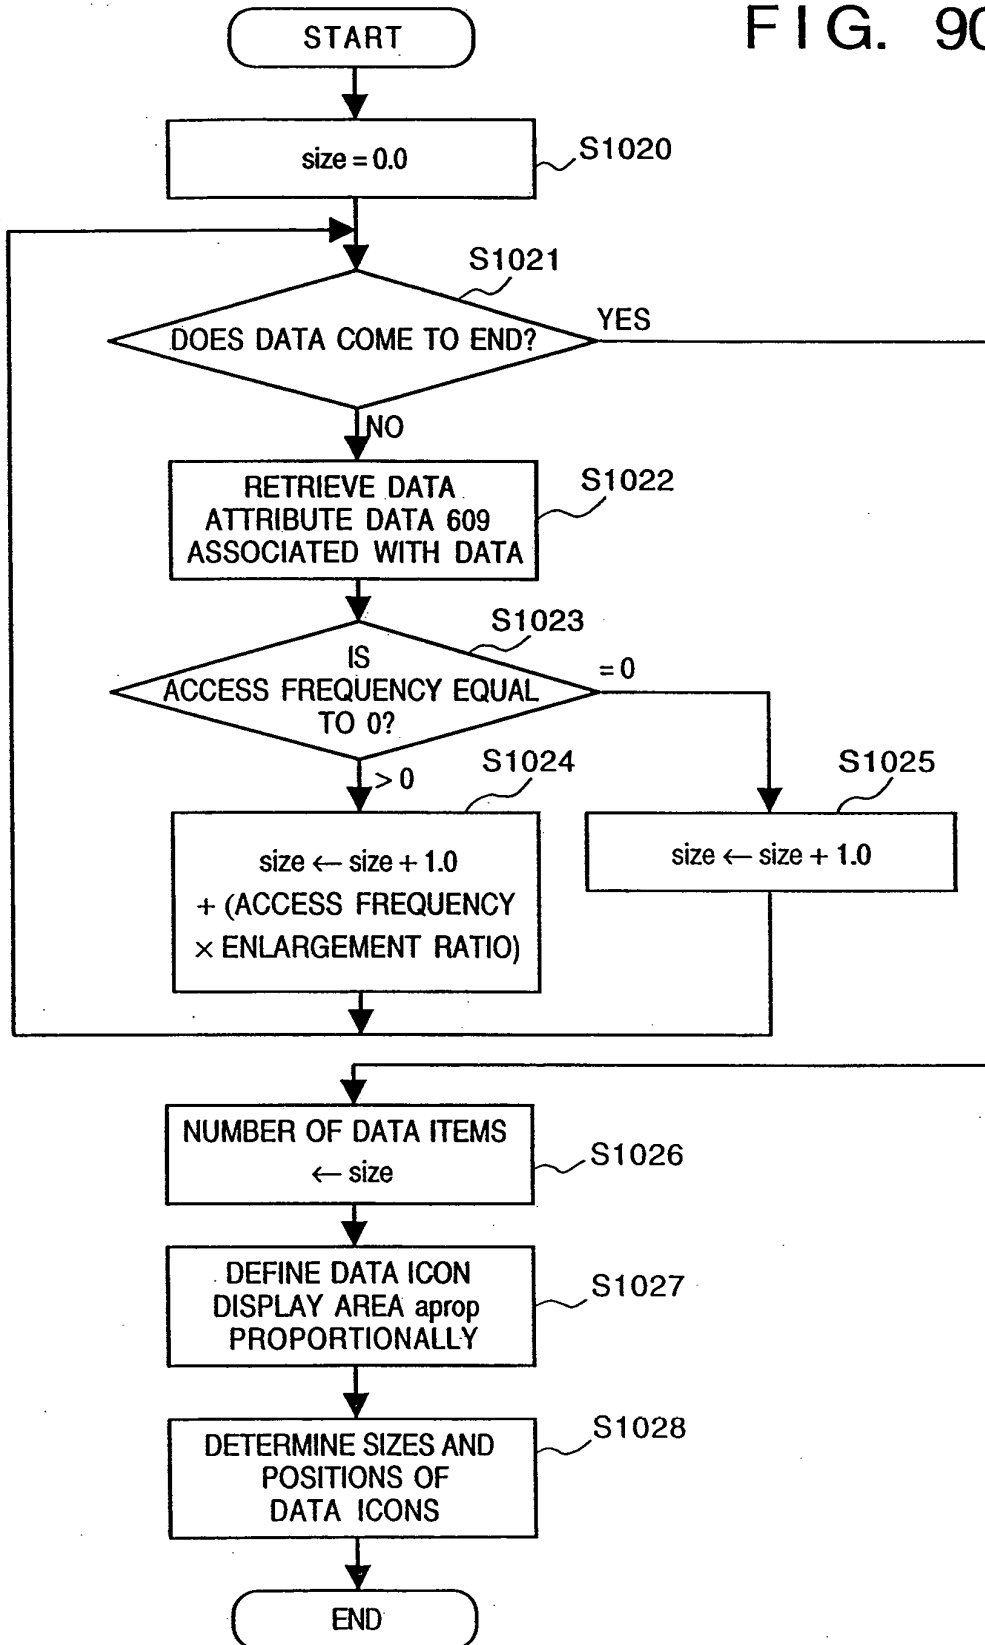 FIG. 90
START
size = 0.0
S1020
S1021
DOES DATA COME TO END?
YES
NO
RETRIEVE DATA
ATTRIBUTE DATA 609
ASSOCIATED WITH DATA
S1022
S1023
IS
ACCESS FREQUENCY EQUAL
TO 0?
= 0
> 0
S1024
size ← size + 1.0
+ (ACCESS FREQUENCY
× ENLARGEMENT RATIO)
S1025
size ← size + 1.0
NUMBER OF DATA ITEMS
← size
S1026
DEFINE DATA ICON
DISPLAY AREA aprop
PROPORTIONALLY
S1027
DETERMINE SIZES AND
POSITIONS OF
DATA ICONS
S1028
END